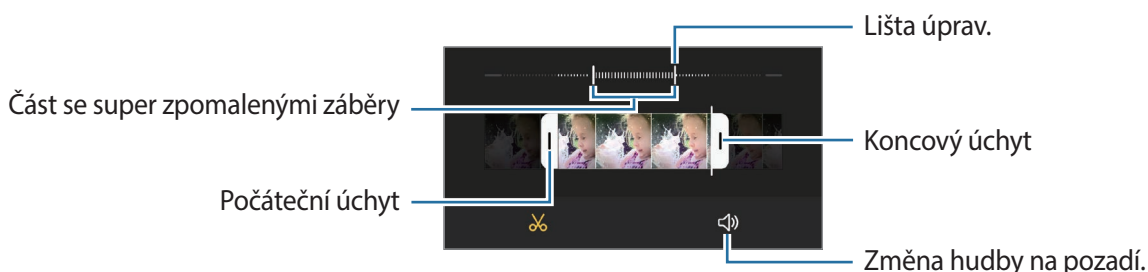 Lišta úprav.
Část se super zpomalenými záběry
Koncový úchyt
Počáteční úchyt
Změna hudby na pozadí.